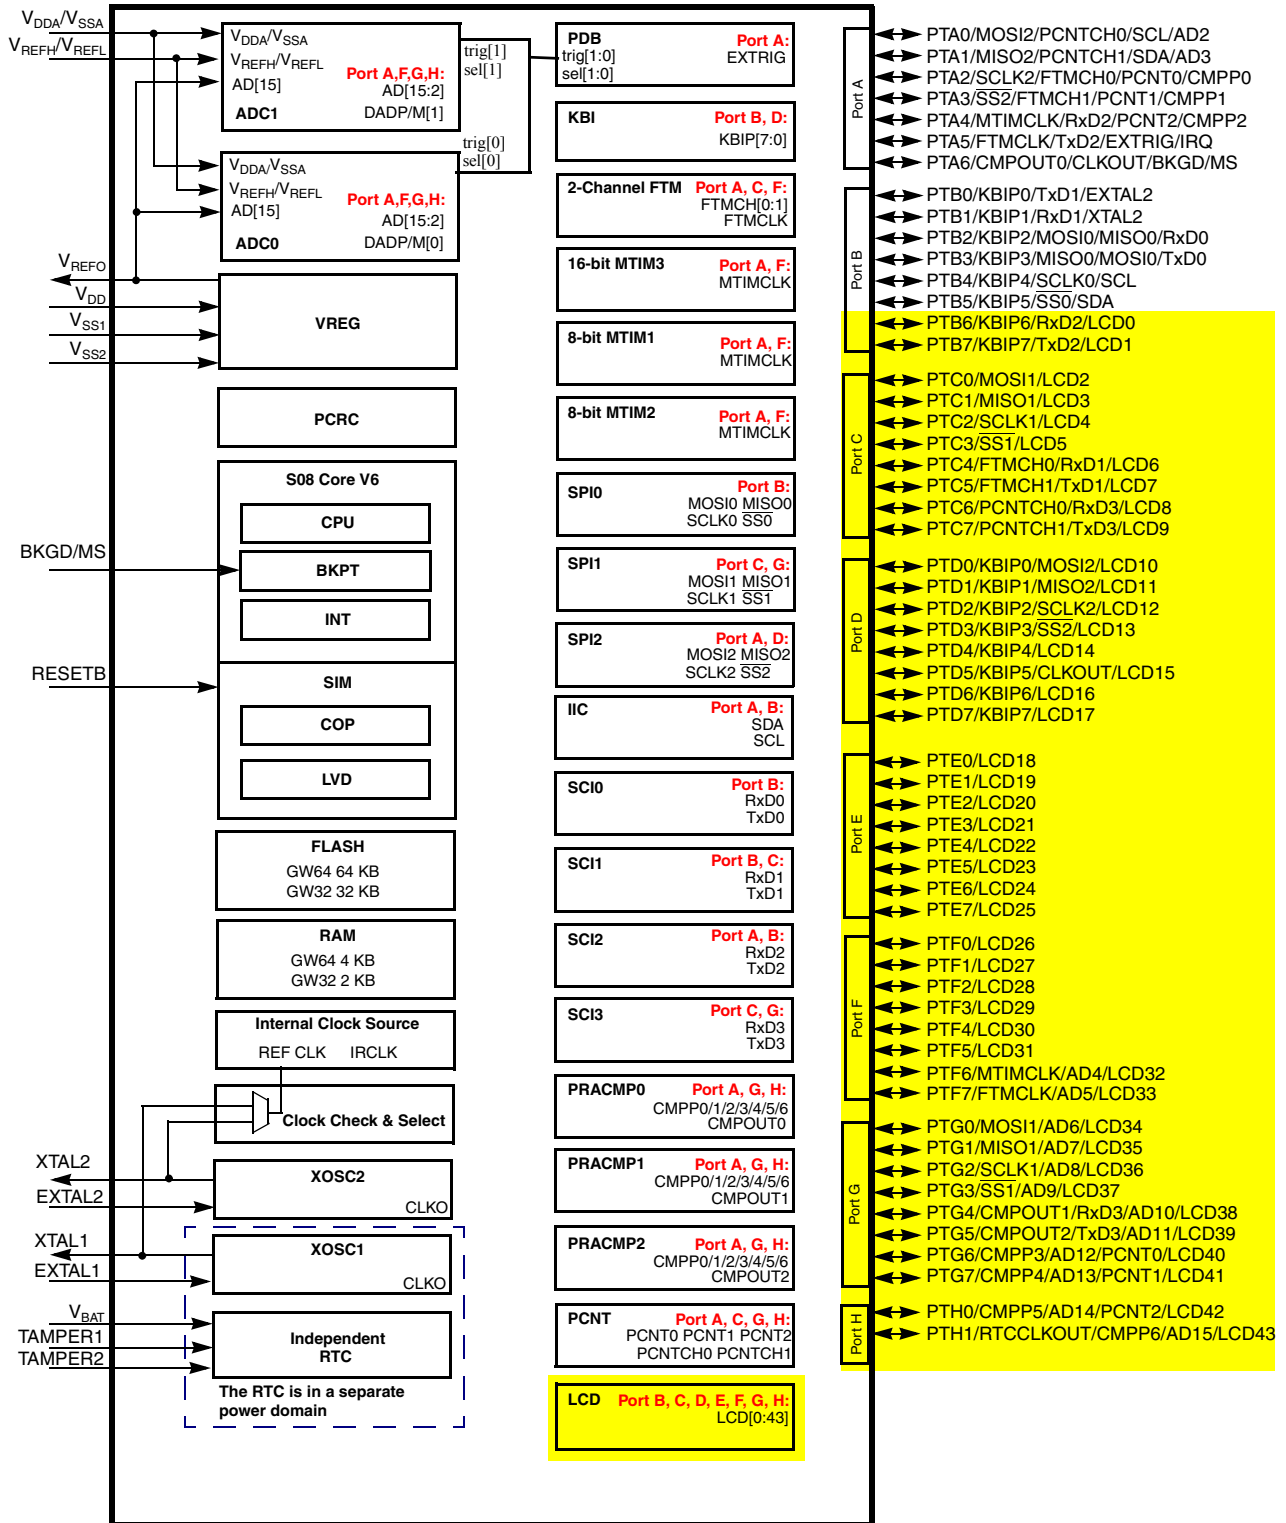 VDDA/VSSA
VREFH/VREFL
VDDA/VSSA
VREFH/VREFL
AD[15]
Port A,F,G,H:
AD[15:2]
ADC1
DADP/M[1]
trig[1]
sel[1]
VDDA/VSSA
VREFH/VREFL
AD[15]
Port A,F,G,H:
AD[15:2]
ADC0
DADP/M[0]
trig[0]
sel[0]
VREFO
VDD
VSS1
VSS2
VREG
PCRC
S08 Core V6
CPU
BKGD/MS
BKPT
INT
RESETB
SIM
COP
LVD
FLASH
GW64 64 KB
GW32 32 KB
RAM
GW64 4 KB
GW32 2 KB
Internal Clock Source
REF CLK IRCLK
Clock Check & Select
XTAL2
EXTAL2
XOSC2
CLKO
XTAL1
EXTAL1
XOSC1
CLKO
VBAT
TAMPER1
TAMPER2
Independent
RTC
The RTC is in a separate
power domain
PDB Port A:
trig[1:0] EXTRIG
sel[1:0]
KBI Port B, D:
KBIP[7:0]
2-Channel FTM Port A, C, F:
FTMCH[0:1]
FTMCLK
16-bit MTIM3 Port A, F:
MTIMCLK
8-bit MTIM1 Port A, F:
MTIMCLK
8-bit MTIM2 Port A, F:
MTIMCLK
SPI0 Port B:
MOSI0 MISO0
SCLK0 SS0
SPI1 Port C, G:
MOSI1 MISO1
SCLK1 SS1
SPI2 Port A, D:
MOSI2 MISO2
SCLK2 SS2
IIC Port A, B:
SDA
SCL
SCI0 Port B:
RxD0
TxD0
SCI1 Port B, C:
RxD1
TxD1
SCI2 Port A, B:
RxD2
TxD2
SCI3 Port C, G:
RxD3
TxD3
PRACMP0 Port A, G, H:
CMPP0/1/2/3/4/5/6
CMPOUT0
PRACMP1 Port A, G, H:
CMPP0/1/2/3/4/5/6
CMPOUT1
PRACMP2 Port A, G, H:
CMPP0/1/2/3/4/5/6
CMPOUT2
PCNT Port A, C, G, H:
PCNT0 PCNT1 PCNT2
PCNTCH0 PCNTCH1
LCD Port B, C, D, E, F, G, H:
LCD[0:43]
Port A
PTA0/MOSI2/PCNTCH0/SCL/AD2
PTA1/MISO2/PCNTCH1/SDA/AD3
PTA2/SCLK2/FTMCH0/PCNT0/CMPP0
PTA3/SS2/FTMCH1/PCNT1/CMPP1
PTA4/MTIMCLK/RxD2/PCNT2/CMPP2
PTA5/FTMCLK/TxD2/EXTRIG/IRQ
PTA6/CMPOUT0/CLKOUT/BKGD/MS
Port B
PTB0/KBIP0/TxD1/EXTAL2
PTB1/KBIP1/RxD1/XTAL2
PTB2/KBIP2/MOSI0/MISO0/RxD0
PTB3/KBIP3/MISO0/MOSI0/TxD0
PTB4/KBIP4/SCLK0/SCL
PTB5/KBIP5/SS0/SDA
PTB6/KBIP6/RxD2/LCD0
PTB7/KBIP7/TxD2/LCD1
Port C
PTC0/MOSI1/LCD2
PTC1/MISO1/LCD3
PTC2/SCLK1/LCD4
PTC3/SS1/LCD5
PTC4/FTMCH0/RxD1/LCD6
PTC5/FTMCH1/TxD1/LCD7
PTC6/PCNTCH0/RxD3/LCD8
PTC7/PCNTCH1/TxD3/LCD9
Port D
PTD0/KBIP0/MOSI2/LCD10
PTD1/KBIP1/MISO2/LCD11
PTD2/KBIP2/SCLK2/LCD12
PTD3/KBIP3/SS2/LCD13
PTD4/KBIP4/LCD14
PTD5/KBIP5/CLKOUT/LCD15
PTD6/KBIP6/LCD16
PTD7/KBIP7/LCD17
Port E
PTE0/LCD18
PTE1/LCD19
PTE2/LCD20
PTE3/LCD21
PTE4/LCD22
PTE5/LCD23
PTE6/LCD24
PTE7/LCD25
Port F
PTF0/LCD26
PTF1/LCD27
PTF2/LCD28
PTF3/LCD29
PTF4/LCD30
PTF5/LCD31
PTF6/MTIMCLK/AD4/LCD32
PTF7/FTMCLK/AD5/LCD33
Port G
PTG0/MOSI1/AD6/LCD34
PTG1/MISO1/AD7/LCD35
PTG2/SCLK1/AD8/LCD36
PTG3/SS1/AD9/LCD37
PTG4/CMPOUT1/RxD3/AD10/LCD38
PTG5/CMPOUT2/TxD3/AD11/LCD39
PTG6/CMPP3/AD12/PCNT0/LCD40
PTG7/CMPP4/AD13/PCNT1/LCD41
Port H
PTH0/CMPP5/AD14/PCNT2/LCD42
PTH1/RTCCLKOUT/CMPP6/AD15/LCD43